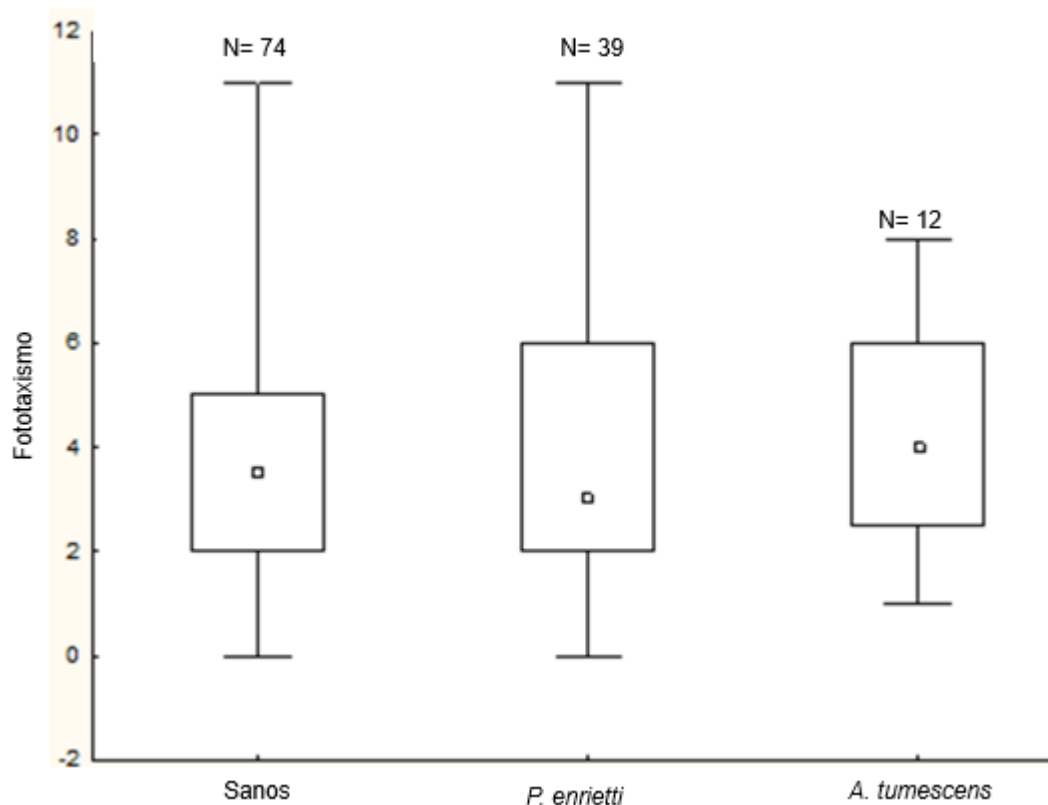 12
N= 74
N= 39
10
N= 12
8
6
Fototaxismo
4
2
0
-2
Sanos
P. enrietti
A. tumescens